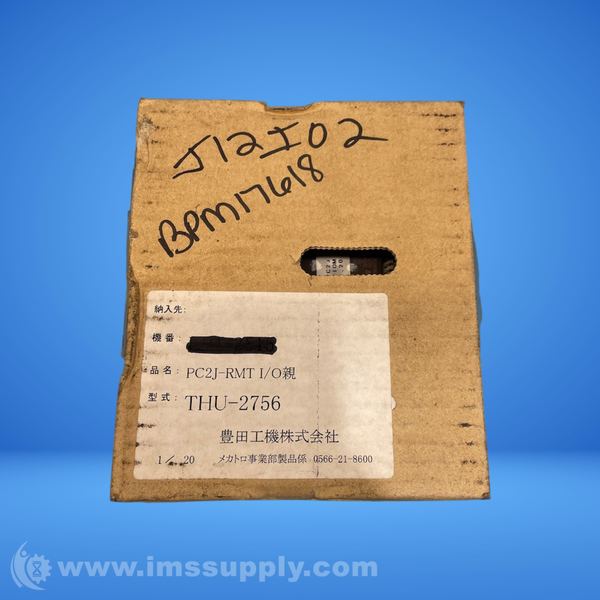 J12I02
BPM17618
納入先:
機番:
品名: PC2J-RMT I/O親
型式: THU-2756
豊田工機株式会社
1/ 20 メカトロ事業部製品係 0566-21-8600
www.imssupply.com